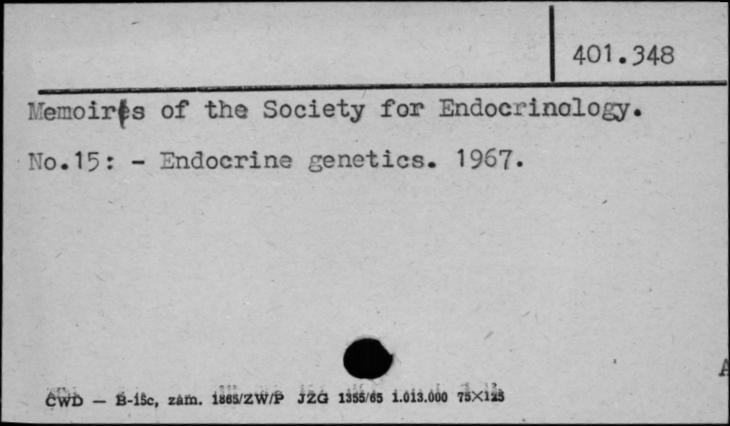 401.348
Memoirs of the Society for Endocrinology.
No.15: - Endocrine genetics. 1967.
A
CWD — B-15c, zam. 1865/ZW/P JZG 1355/65 1.013.000 75×125